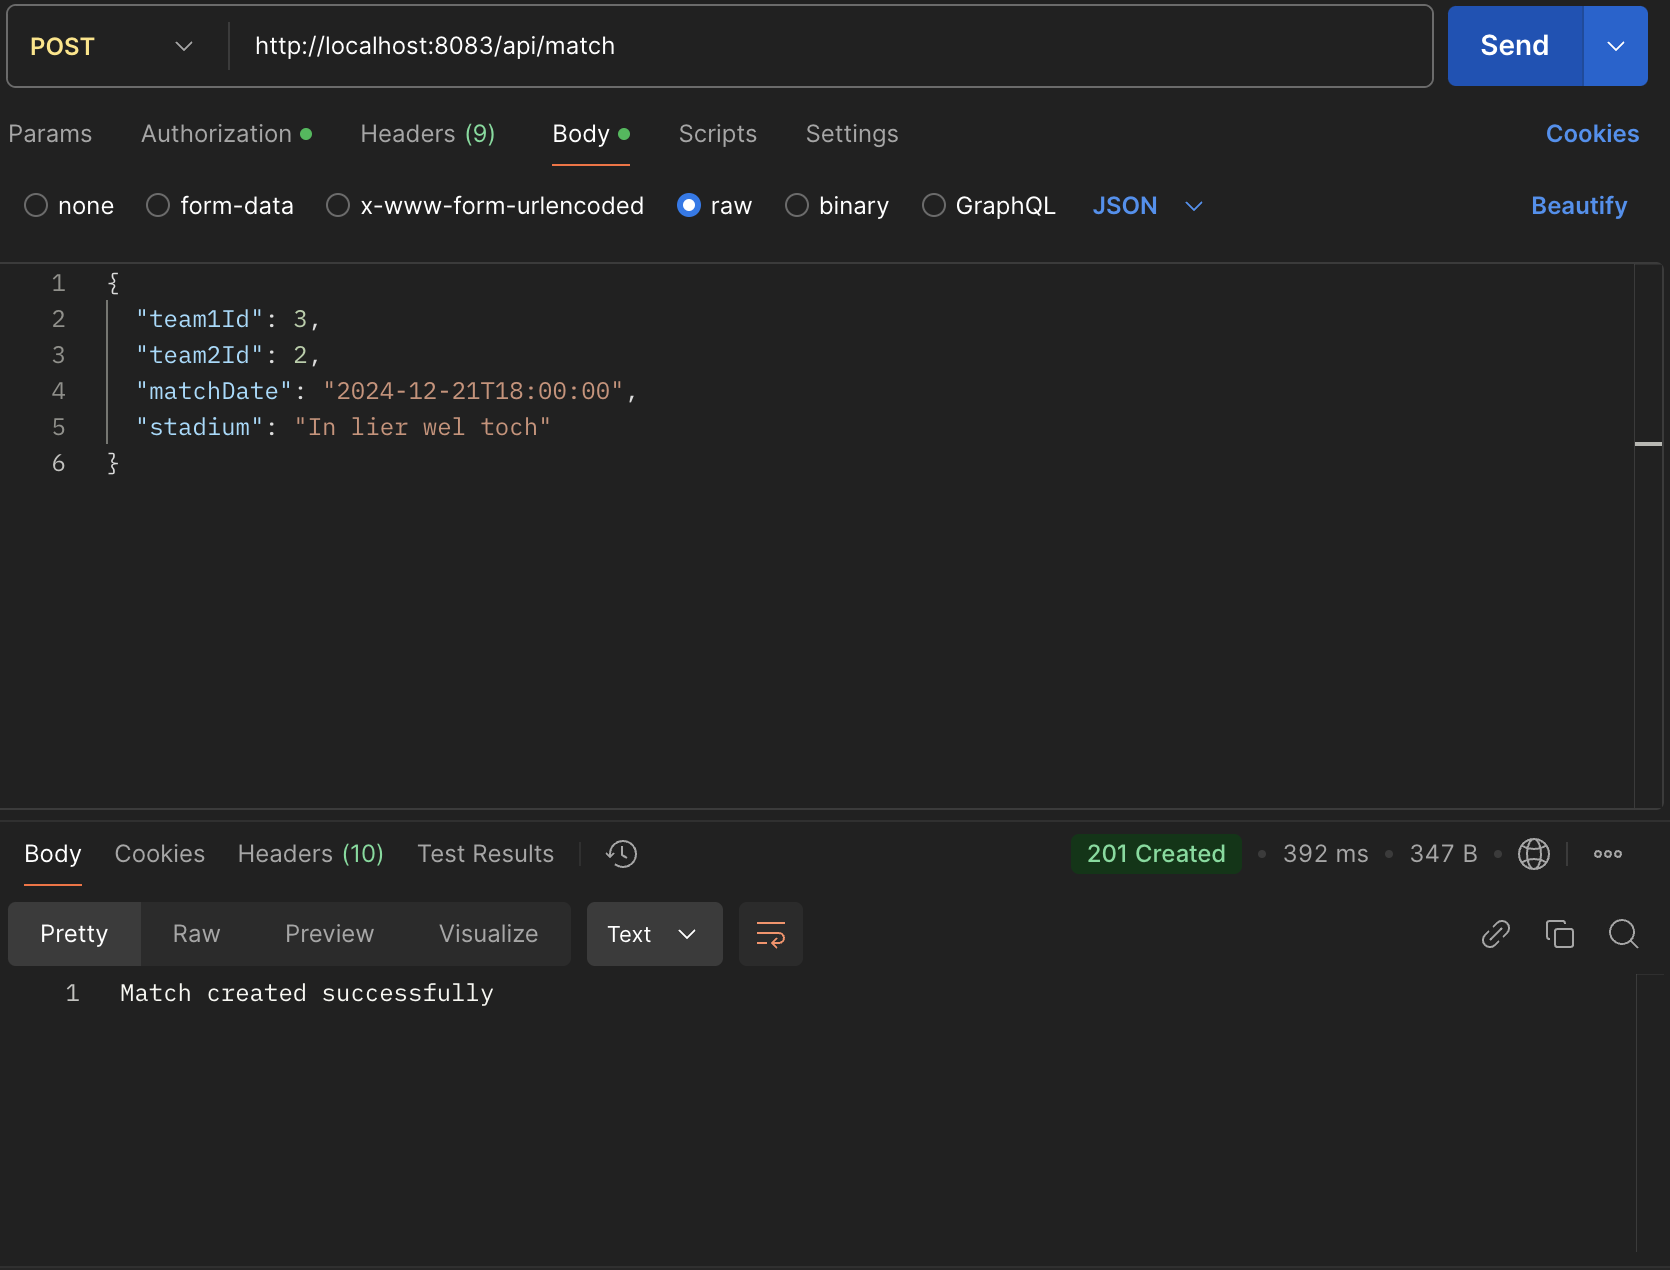 POST http://localhost:8083/api/match Send
Params Authorization Headers (9) Body Scripts Settings Cookies
none form-data x-www-form-urlencoded raw binary GraphQL JSON Beautify
1 {
2 "team1Id": 3,
3 "team2Id": 2,
4 "matchDate": "2024-12-21T18:00:00",
5 "stadium": "In lier wel toch"
6 }
Body Cookies Headers (10) Test Results 201 Created • 392 ms • 347 B •
Pretty Raw Preview Visualize Text
1 Match created successfully